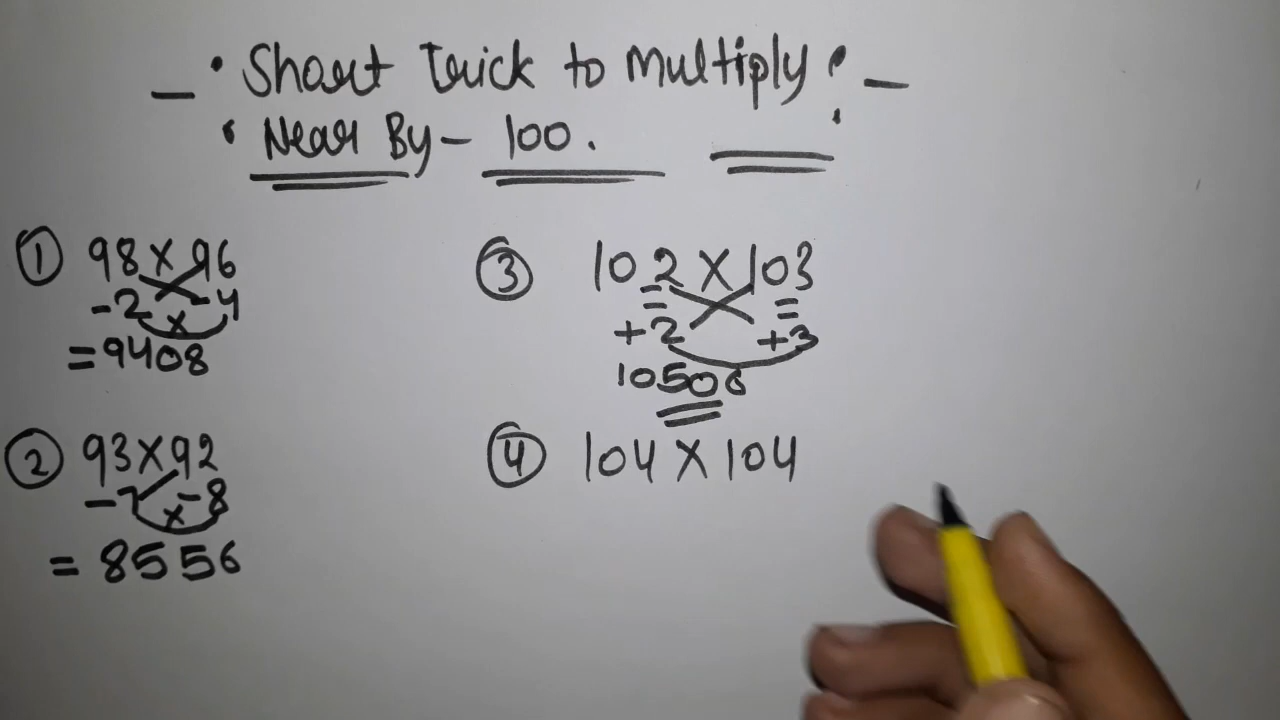 Short Trick to Multiply
Near By - 100.
① 98 X 96
-2 X -4
= 9408
② 93 X 92
-7 X -8
= 8556
③ 102 X 103
+2 +3
10506
④ 104 X 104